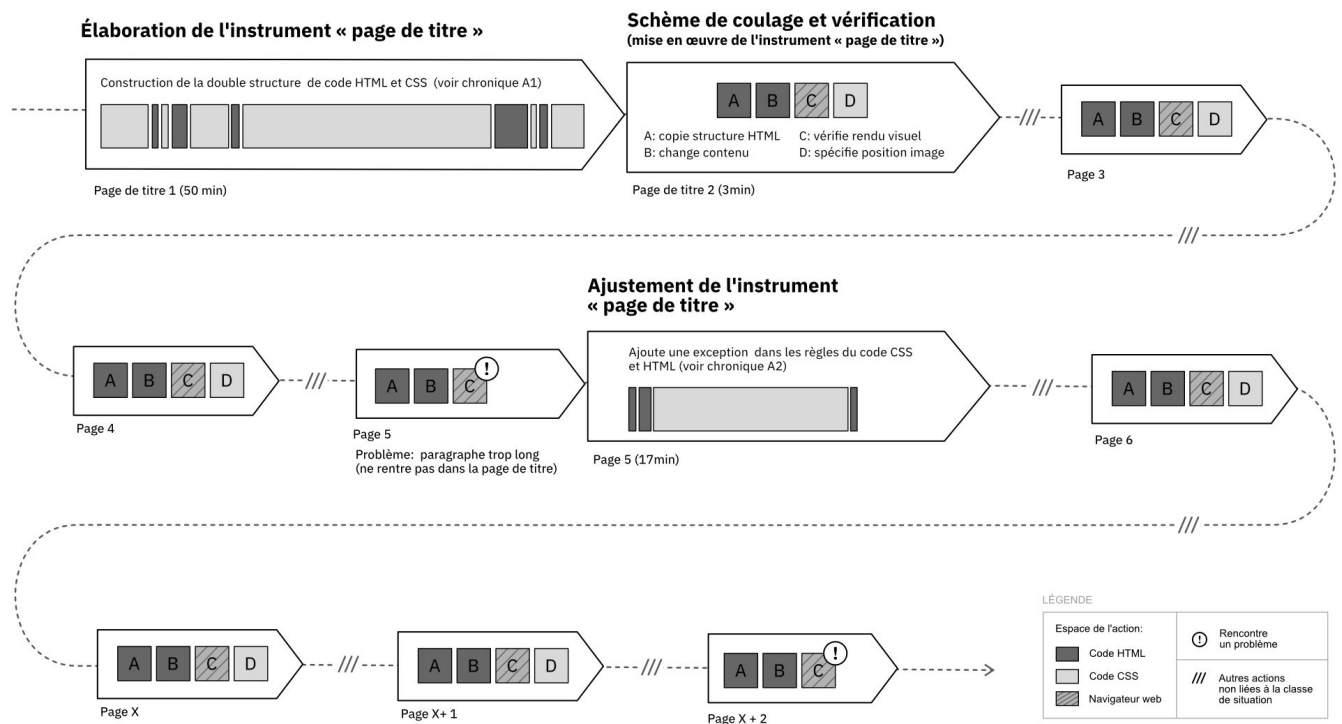 Élaboration de l'instrument « page de titre »
Schème de coulage et vérification
(mise en œuvre de l'instrument « page de titre »)
Construction de la double structure de code HTML et CSS (voir chronique A1)
Page de titre 1 (50 min)
A B C D
A: copie structure HTML
C: vérifie rendu visuel
B: change contenu
D: spécifie position image
Page de titre 2 (3min)
///
A B C D
Page 3
///
Ajustement de l'instrument
« page de titre »
A B C D
Page 4
///
A B C !
Page 5
Problème: paragraphe trop long
(ne rentre pas dans la page de titre)
Ajoute une exception dans les règles du code CSS
et HTML (voir chronique A2)
Page 5 (17min)
///
A B C D
Page 6
///
A B C D
Page X
///
A B C D
Page X+ 1
///
A B C !
Page X + 2
LÉGENDE
Espace de l'action:
Code HTML
Code CSS
Navigateur web
! Rencontre
un problème
/// Autres actions
non liées à la classe
de situation